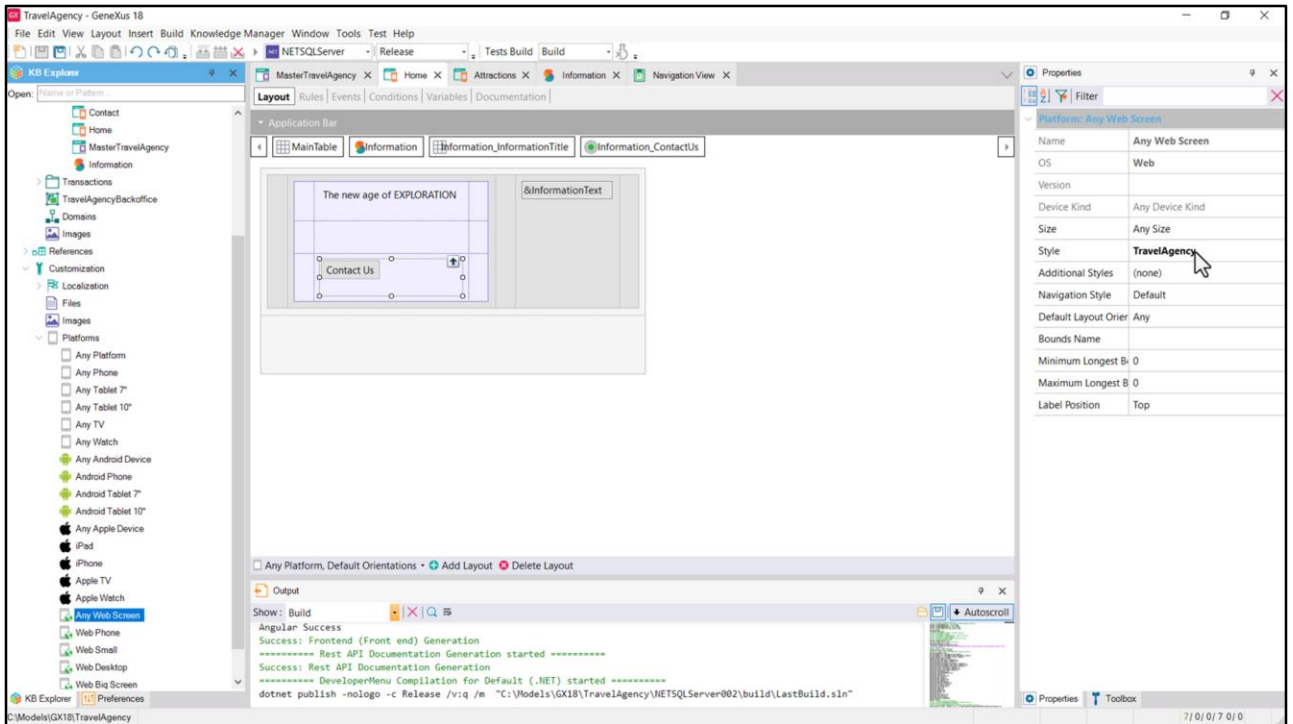 TravelAgency - GeneXus 18
File Edit View Layout Insert Build Knowledge Manager Window Tools Test Help
NETSQLServer Release Tests Build Build
KB Explorer
Open: Name or Pattern...
Contact
Home
MasterTravelAgency
Information
Transactions
TravelAgencyBackoffice
Domains
Images
References
Customization
Localization
Files
Images
Platforms
Any Platform
Any Phone
Any Tablet 7"
Any Tablet 10"
Any TV
Any Watch
Any Android Device
Android Phone
Android Tablet 7"
Android Tablet 10"
Any Apple Device
iPad
iPhone
Apple TV
Apple Watch
Any Web Screen
Web Phone
Web Small
Web Desktop
Web Big Screen
KB Explorer Preferences
C:\Models\GX18\TravelAgency
MasterTravelAgency X Home X Attractions X Information X Navigation View X
Layout Rules Events Conditions Variables Documentation
Application Bar
MainTable Information Information_InformationTitle Information_ContactUs
The new age of EXPLORATION
&InformationText
Contact Us
Any Platform, Default Orientations Add Layout Delete Layout
Output
Show: Build Autoscroll
Angular Success
Success: Frontend (Front end) Generation
========== Rest API Documentation Generation started ==========
Success: Rest API Documentation Generation
========== DeveloperMenu Compilation for Default (.NET) started ==========
dotnet publish -nologo -c Release /v:q /m "C:\Models\GX18\TravelAgency\NETSQLServer002\build\LastBuild.sln"
Properties
Filter
Platform: Any Web Screen
Name Any Web Screen
OS Web
Version
Device Kind Any Device Kind
Size Any Size
Style TravelAgency
Additional Styles (none)
Navigation Style Default
Default Layout Orier Any
Bounds Name
Minimum Longest B 0
Maximum Longest B 0
Label Position Top
Properties Toolbox
7/0/0/7 0/0